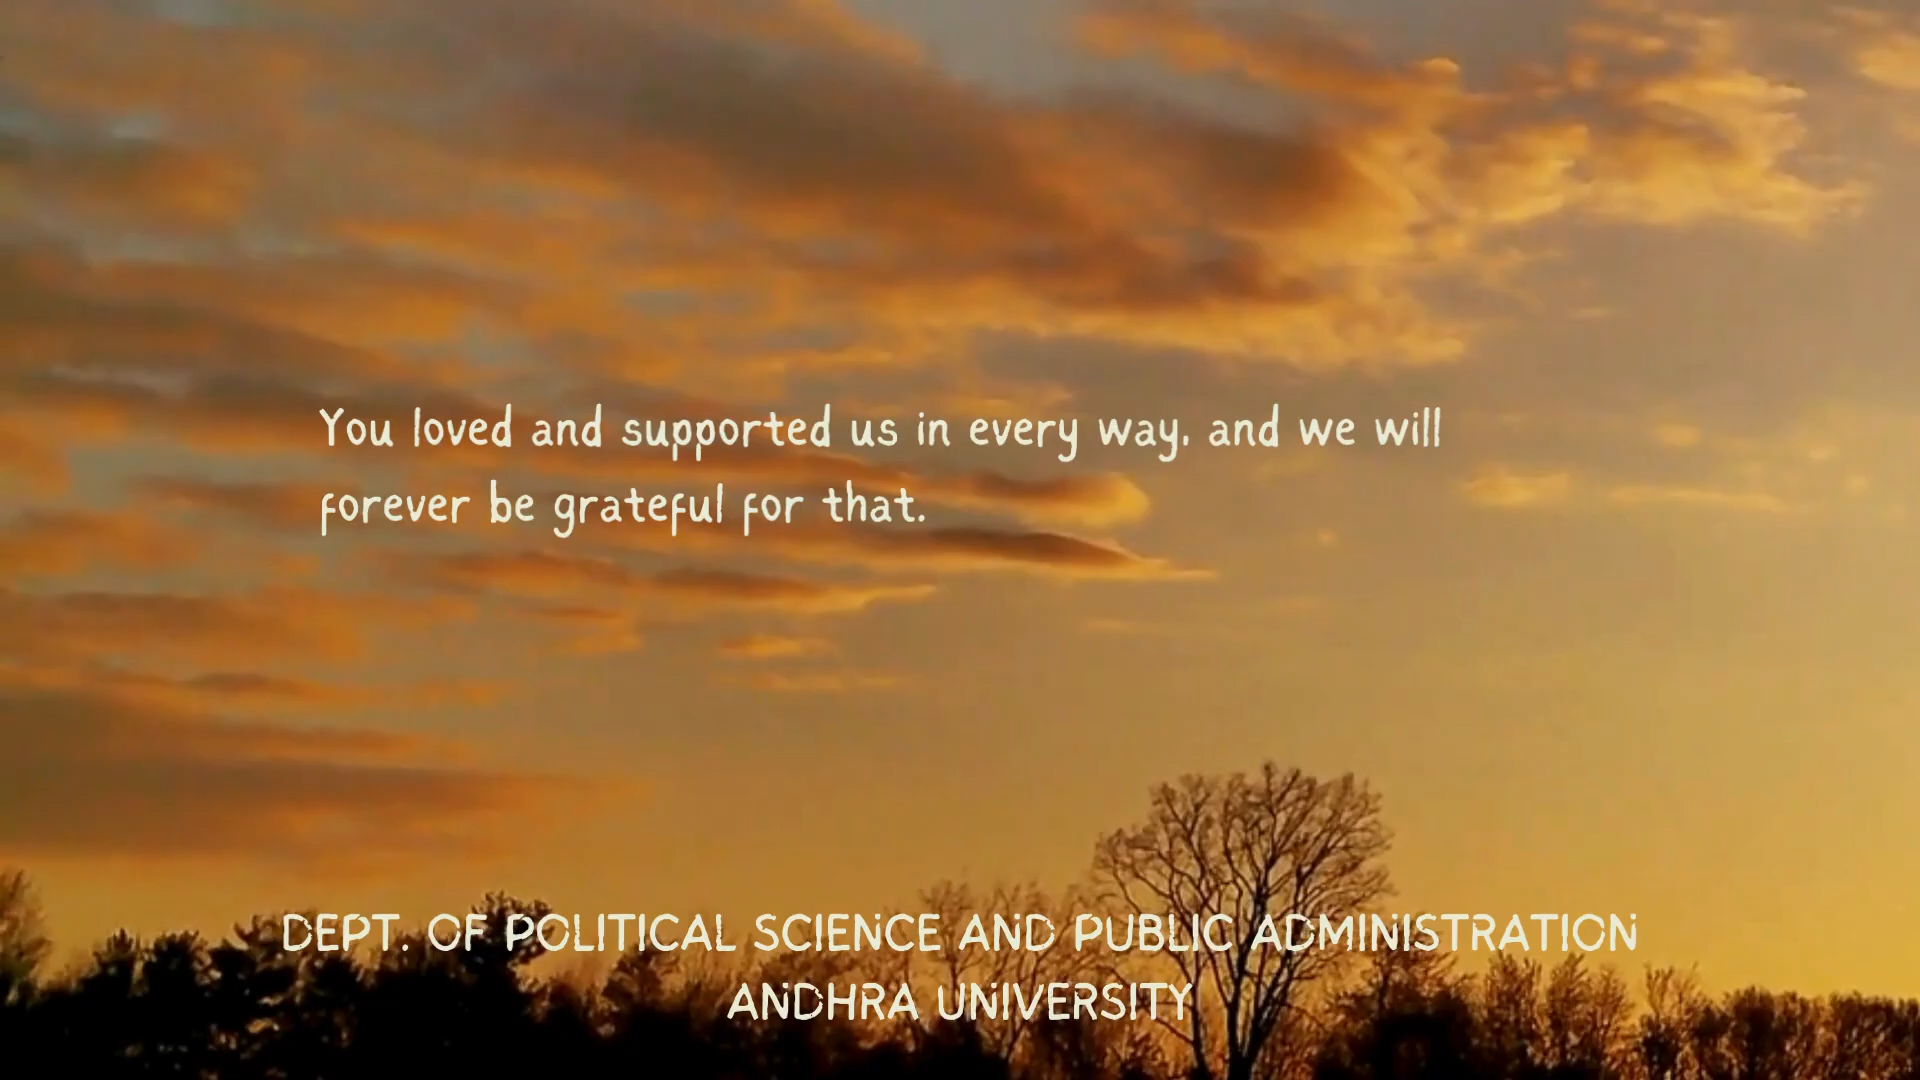 You loved and supported us in every way, and we will
forever be grateful for that.
DEPT. OF POLITICAL SCIENCE AND PUBLIC ADMINISTRATION
ANDHRA UNIVERSITY